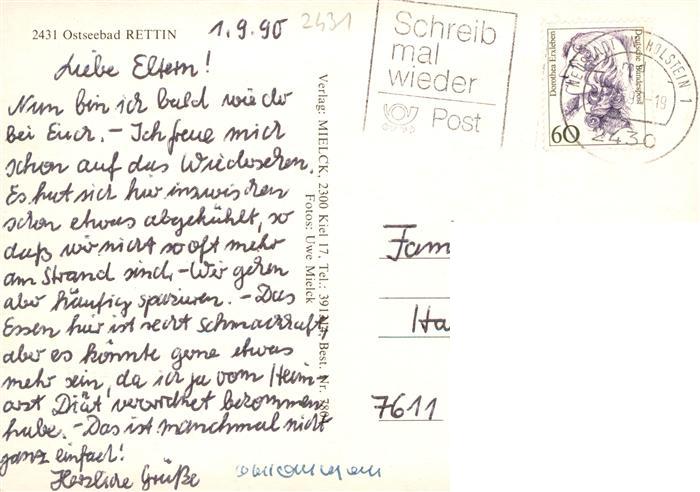 2431 Ostseebad RETTIN
1.9.90
2431
Liebe Eltern!
Nun bin ich bald wieder
bei Euch. – Ich freue mich
schon auf das Wiedersehen.
Es hat sich hier inzwischen
schon etwas abgekühlt, so
daß wir nicht so oft mehr
am Strand sind. – Wir gehen
aber häufig spazieren. – Das
Essen hier ist recht schmackhaft,
aber es könnte gerne etwas
mehr sein, da ich ja vom Heim-
arzt Diät verordnet bekommen
habe. – Das ist manchmal nicht
ganz einfach!
Herzliche Grüße
Verlag: MIELCK, 2300 Kiel 17, Tel.: 391 Best. Nr.
Fotos: Uwe Mielck
Schreib
mal
wieder
Post
Dorothea Erxleben
Deutsche Bundespost
60
NEUSTADT HOLSTEIN 1
-19
2430
Fam
Ha
7611